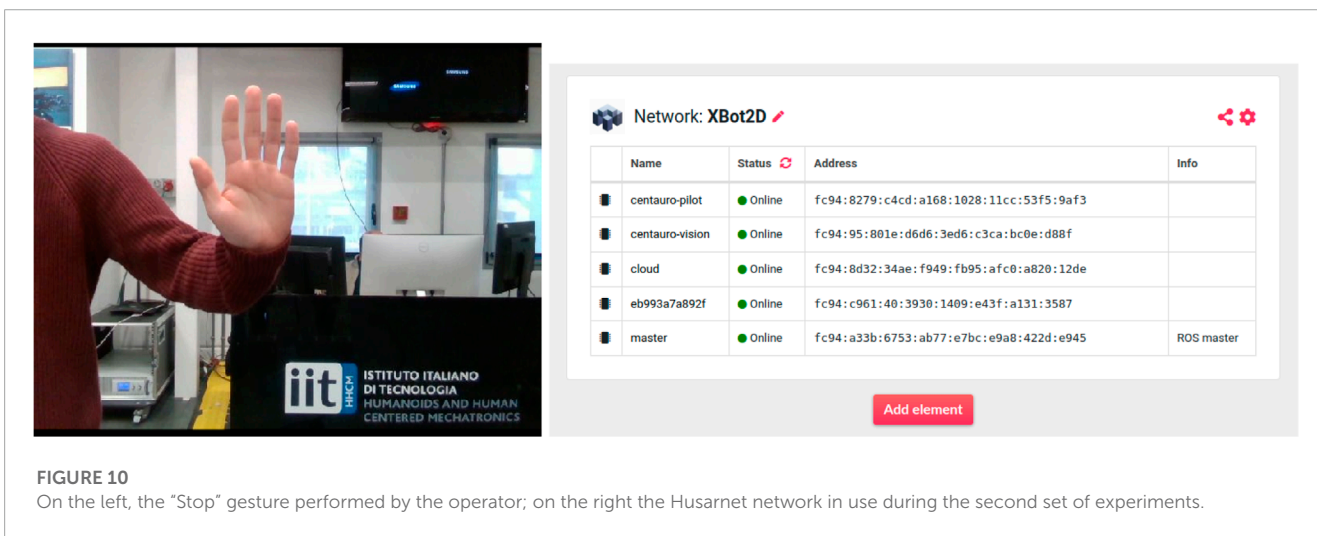 SAMSUNG
SAMSUNG
iit
HHCM
ISTITUTO ITALIANO
DI TECNOLOGIA
HUMANOIDS AND HUMAN
CENTERED MECHATRONICS
Network: XBot2D
Name Status Address Info
centauro-pilot Online fc94:8279:c4cd:a168:1028:11cc:53f5:9af3
centauro-vision Online fc94:95:801e:d6d6:3ed6:c3ca:bc0e:d88f
cloud Online fc94:8d32:34ae:f949:fb95:afc0:a820:12de
eb993a7a892f Online fc94:c961:40:3930:1409:e43f:a131:3587
master Online fc94:a33b:6753:ab77:e7bc:e9a8:422d:e945 ROS master
Add element
FIGURE 10
On the left, the “Stop” gesture performed by the operator; on the right the Husarnet network in use during the second set of experiments.